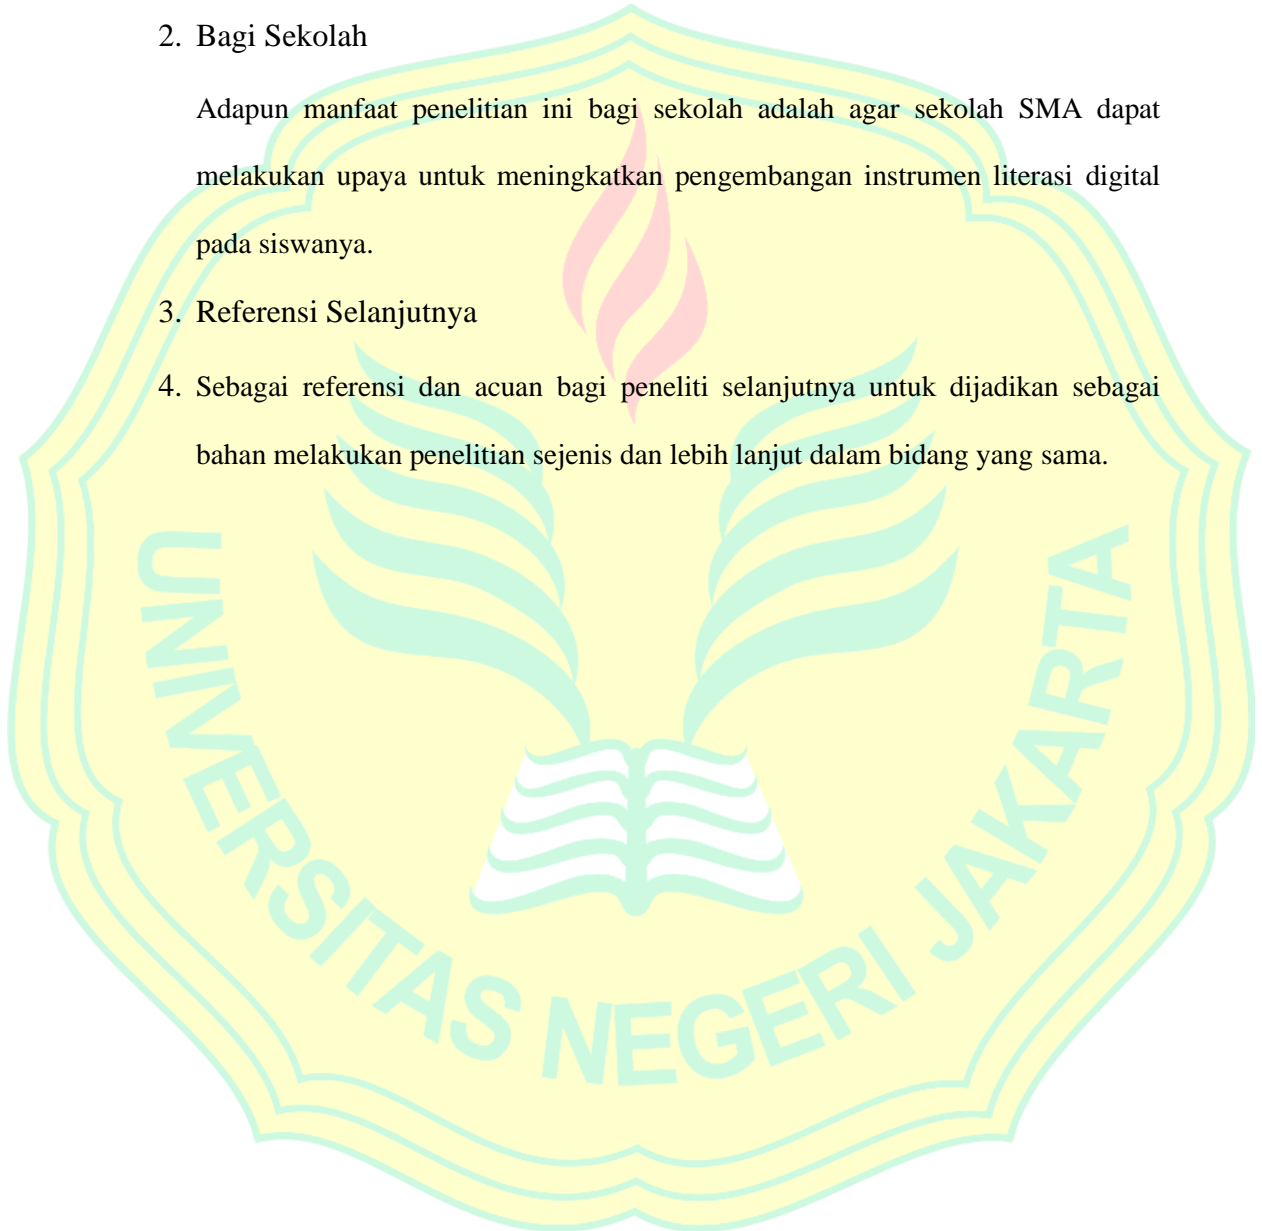 2. Bagi Sekolah
Adapun manfaat penelitian ini bagi sekolah adalah agar sekolah SMA dapat
melakukan upaya untuk meningkatkan pengembangan instrumen literasi digital
pada siswanya.
3. Referensi Selanjutnya
4. Sebagai referensi dan acuan bagi peneliti selanjutnya untuk dijadikan sebagai
bahan melakukan penelitian sejenis dan lebih lanjut dalam bidang yang sama.
UNIVERSITAS NEGERI JAKARTA